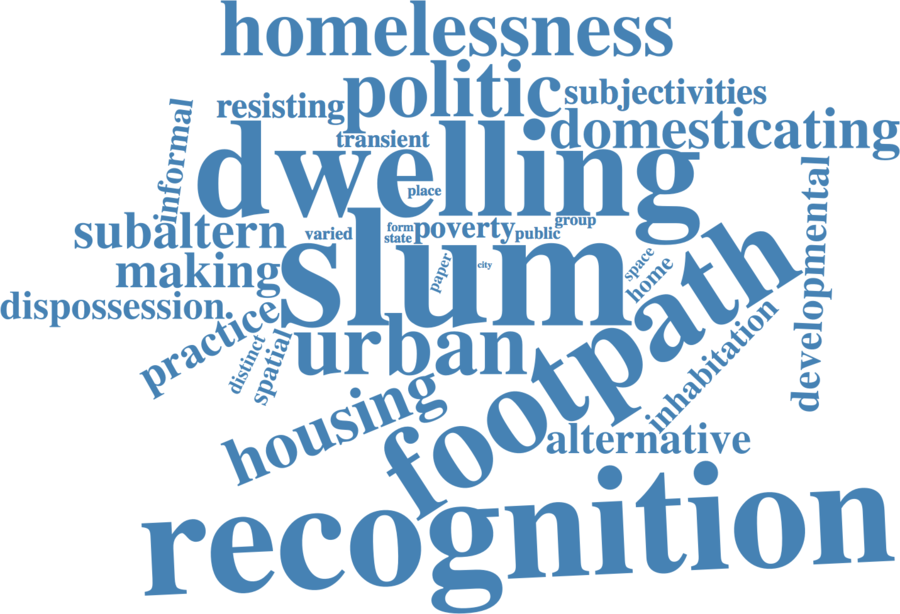 homelessness
politic
subjectivities
resisting
domesticating
informal
transient
dwelling
place
developmental
subaltern
varied
form
state
poverty
public
group
slum
making
paper
city
space
home
dispossession
footpath
practice
distinct
spatial
urban
inhabitation
housing
alternative
recognition